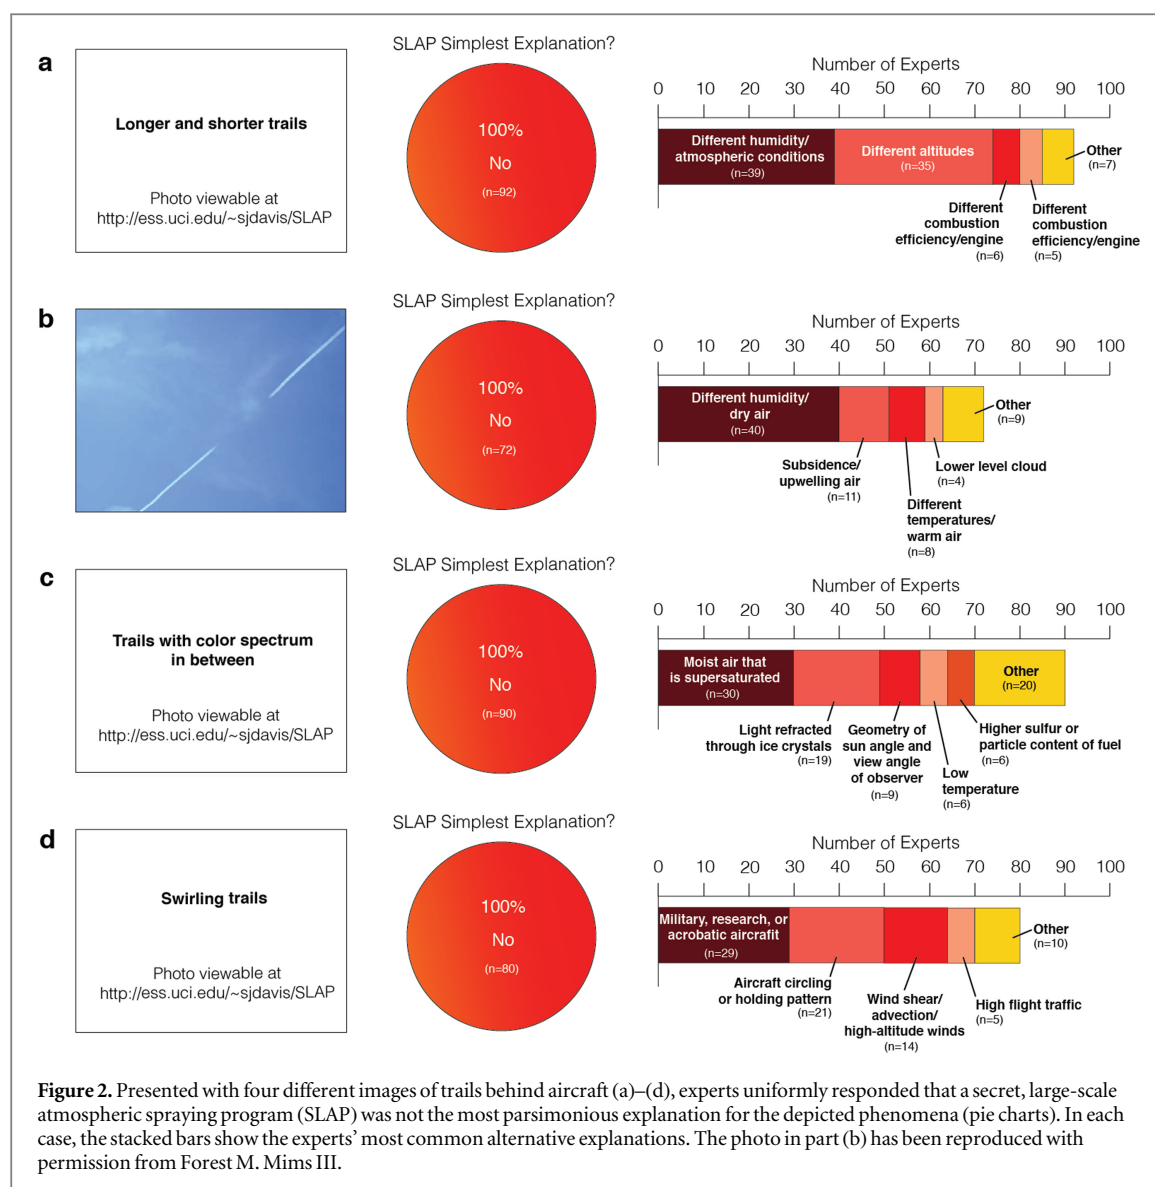 a
Longer and shorter trails
Photo viewable at
http://ess.uci.edu/~sjdavis/SLAP
SLAP Simplest Explanation?
100%
No
(n=92)
Number of Experts
0 10 20 30 40 50 60 70 80 90 100
Different humidity/
atmospheric conditions
(n=39)
Different altitudes
(n=35)
Different
combustion
efficiency/engine
(n=6)
Different
combustion
efficiency/engine
(n=5)
Other
(n=7)
b
SLAP Simplest Explanation?
100%
No
(n=72)
Number of Experts
0 10 20 30 40 50 60 70 80 90 100
Different humidity/
dry air
(n=40)
Subsidence/
upwelling air
(n=11)
Different
temperatures/
warm air
(n=8)
Lower level cloud
(n=4)
Other
(n=9)
c
Trails with color spectrum
in between
Photo viewable at
http://ess.uci.edu/~sjdavis/SLAP
SLAP Simplest Explanation?
100%
No
(n=90)
Number of Experts
0 10 20 30 40 50 60 70 80 90 100
Moist air that
is supersaturated
(n=30)
Light refracted
through ice crystals
(n=19)
Geometry of
sun angle and
view angle
of observer
(n=9)
Low
temperature
(n=6)
Higher sulfur or
particle content of fuel
(n=6)
Other
(n=20)
d
Swirling trails
Photo viewable at
http://ess.uci.edu/~sjdavis/SLAP
SLAP Simplest Explanation?
100%
No
(n=80)
Number of Experts
0 10 20 30 40 50 60 70 80 90 100
Military, research, or
acrobatic aircrafit
(n=29)
Aircraft circling
or holding pattern
(n=21)
Wind shear/
advection/
high-altitude winds
(n=14)
High flight traffic
(n=5)
Other
(n=10)
Figure 2. Presented with four different images of trails behind aircraft (a)–(d), experts uniformly responded that a secret, large-scale
atmospheric spraying program (SLAP) was not the most parsimonious explanation for the depicted phenomena (pie charts). In each
case, the stacked bars show the experts' most common alternative explanations. The photo in part (b) has been reproduced with
permission from Forest M. Mims III.